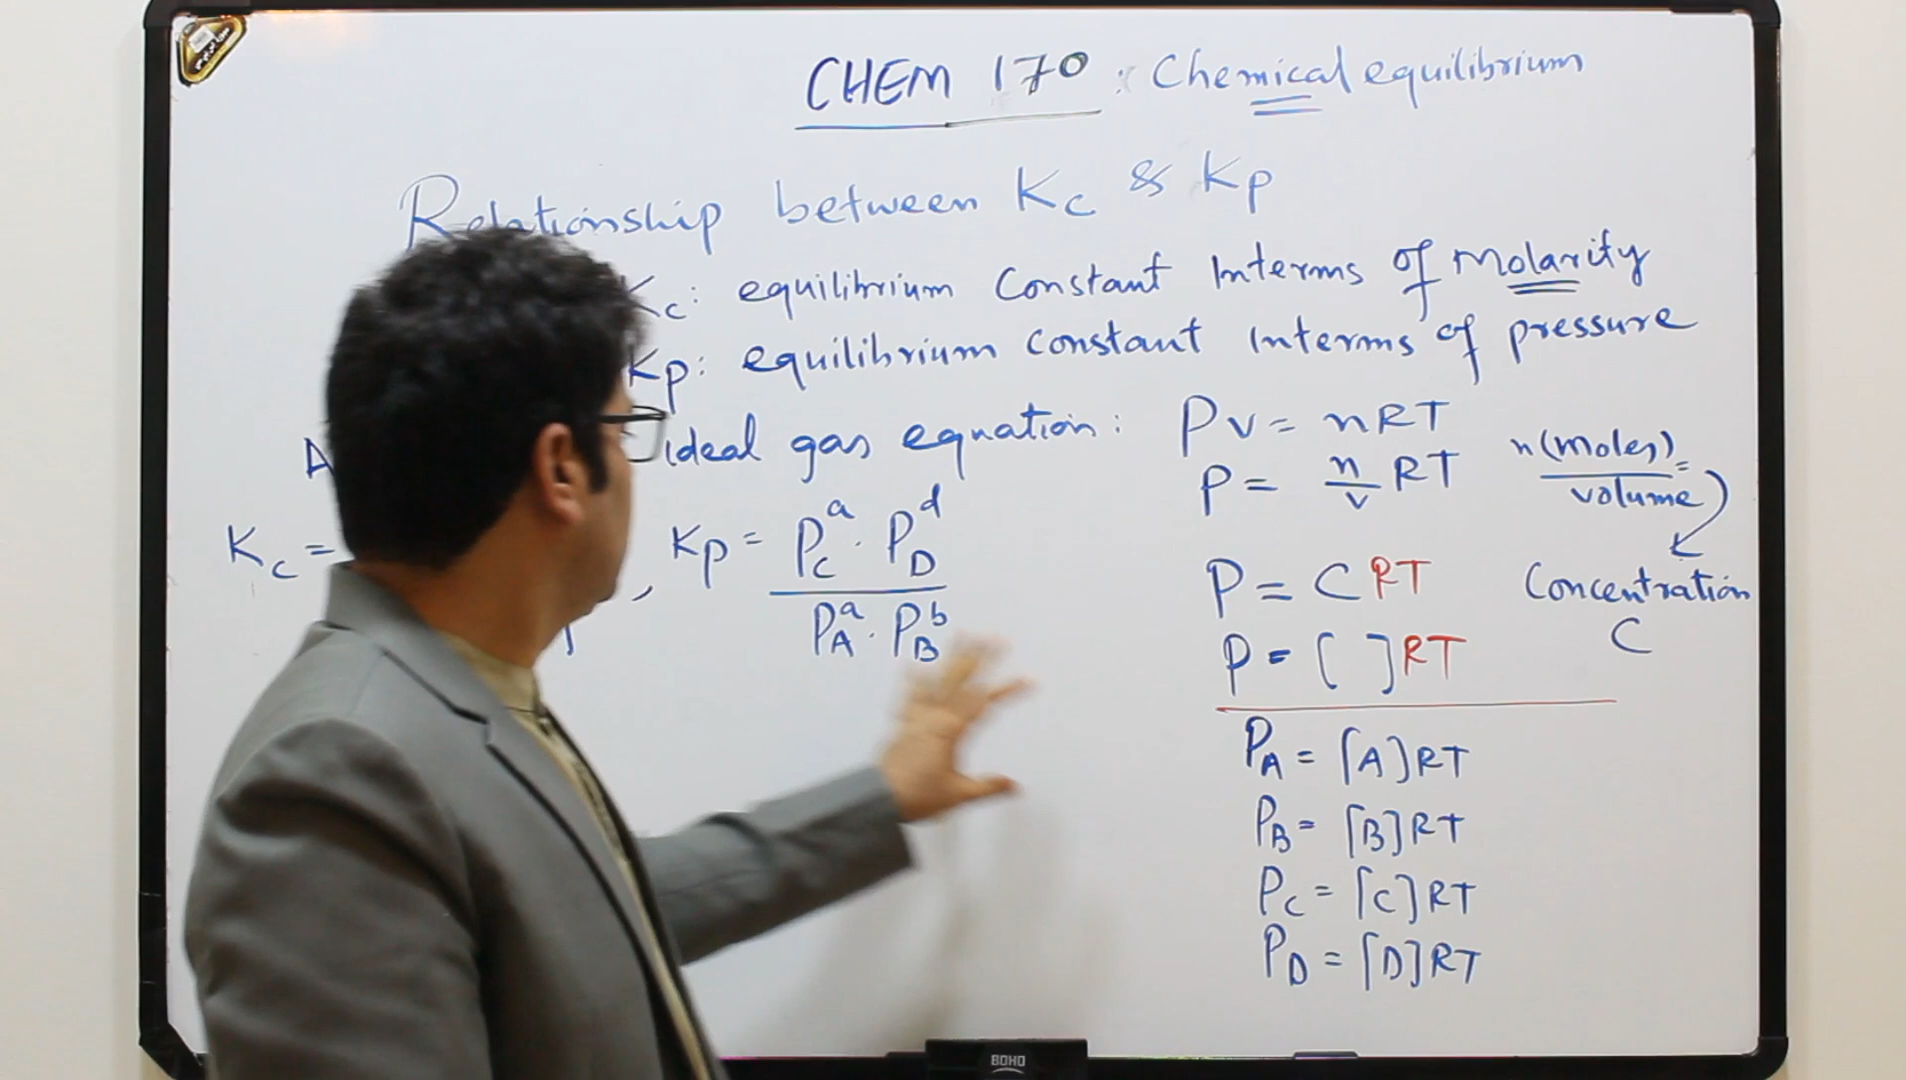 CHEM 170 : Chemical equilibrium
Relationship between Kc & Kp
Kc: equilibrium Constant Interms of Molarity
Kp: equilibrium constant Interms of pressure
ideal gas equation: PV = nRT
P = n/v RT
n(moles)/volume =
Kc = , Kp = P_C^a · P_D^d / P_A^a · P_B^b
P = C RT
Concentration
C
P = [ ]RT
P_A = [A]RT
P_B = [B]RT
P_C = [C]RT
P_D = [D]RT
BOHO